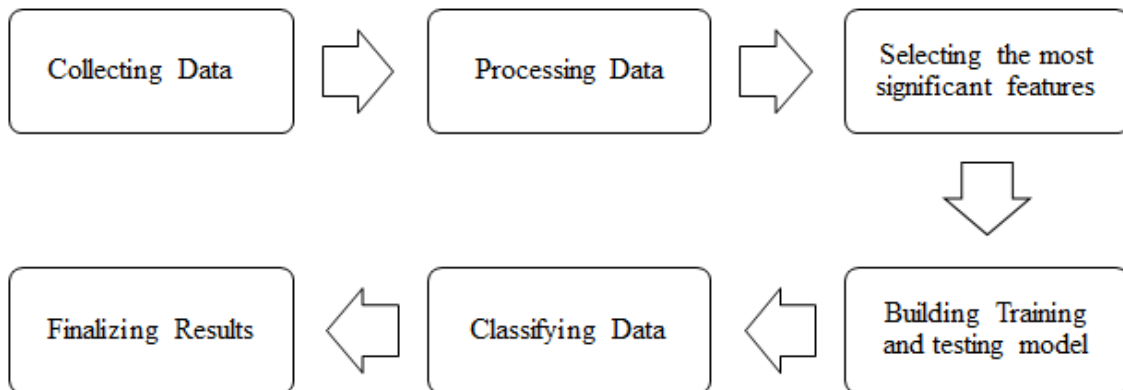 Collecting Data
Processing Data
Selecting the most
significant features
Building Training
and testing model
Classifying Data
Finalizing Results